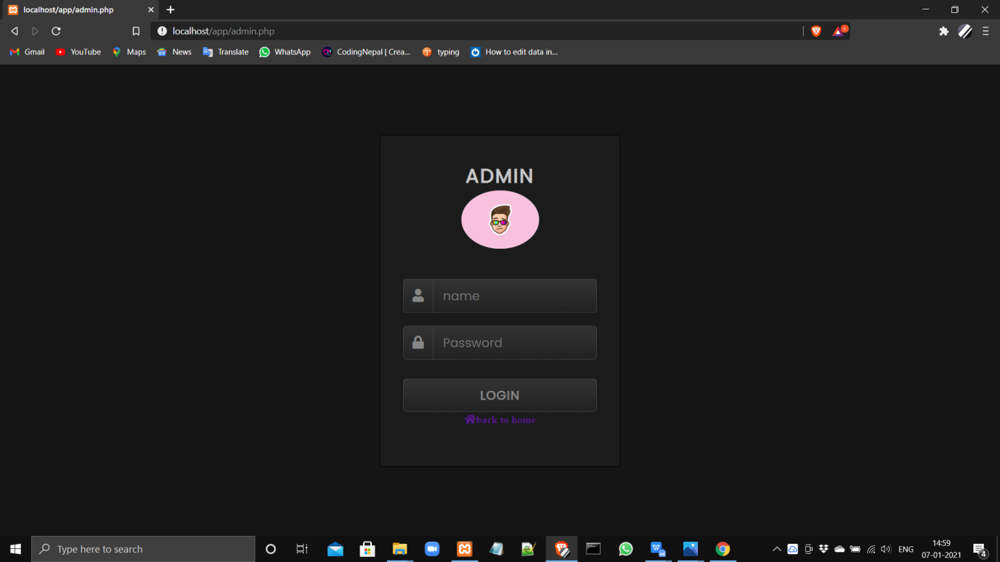 localhost/app/admin.php
localhost/app/admin.php
1
Gmail YouTube Maps News Translate WhatsApp CodingNepal | Crea... typing How to edit data in...
ADMIN
name
Password
LOGIN
back to home
Type here to search
ENG
14:59
07-01-2021
4